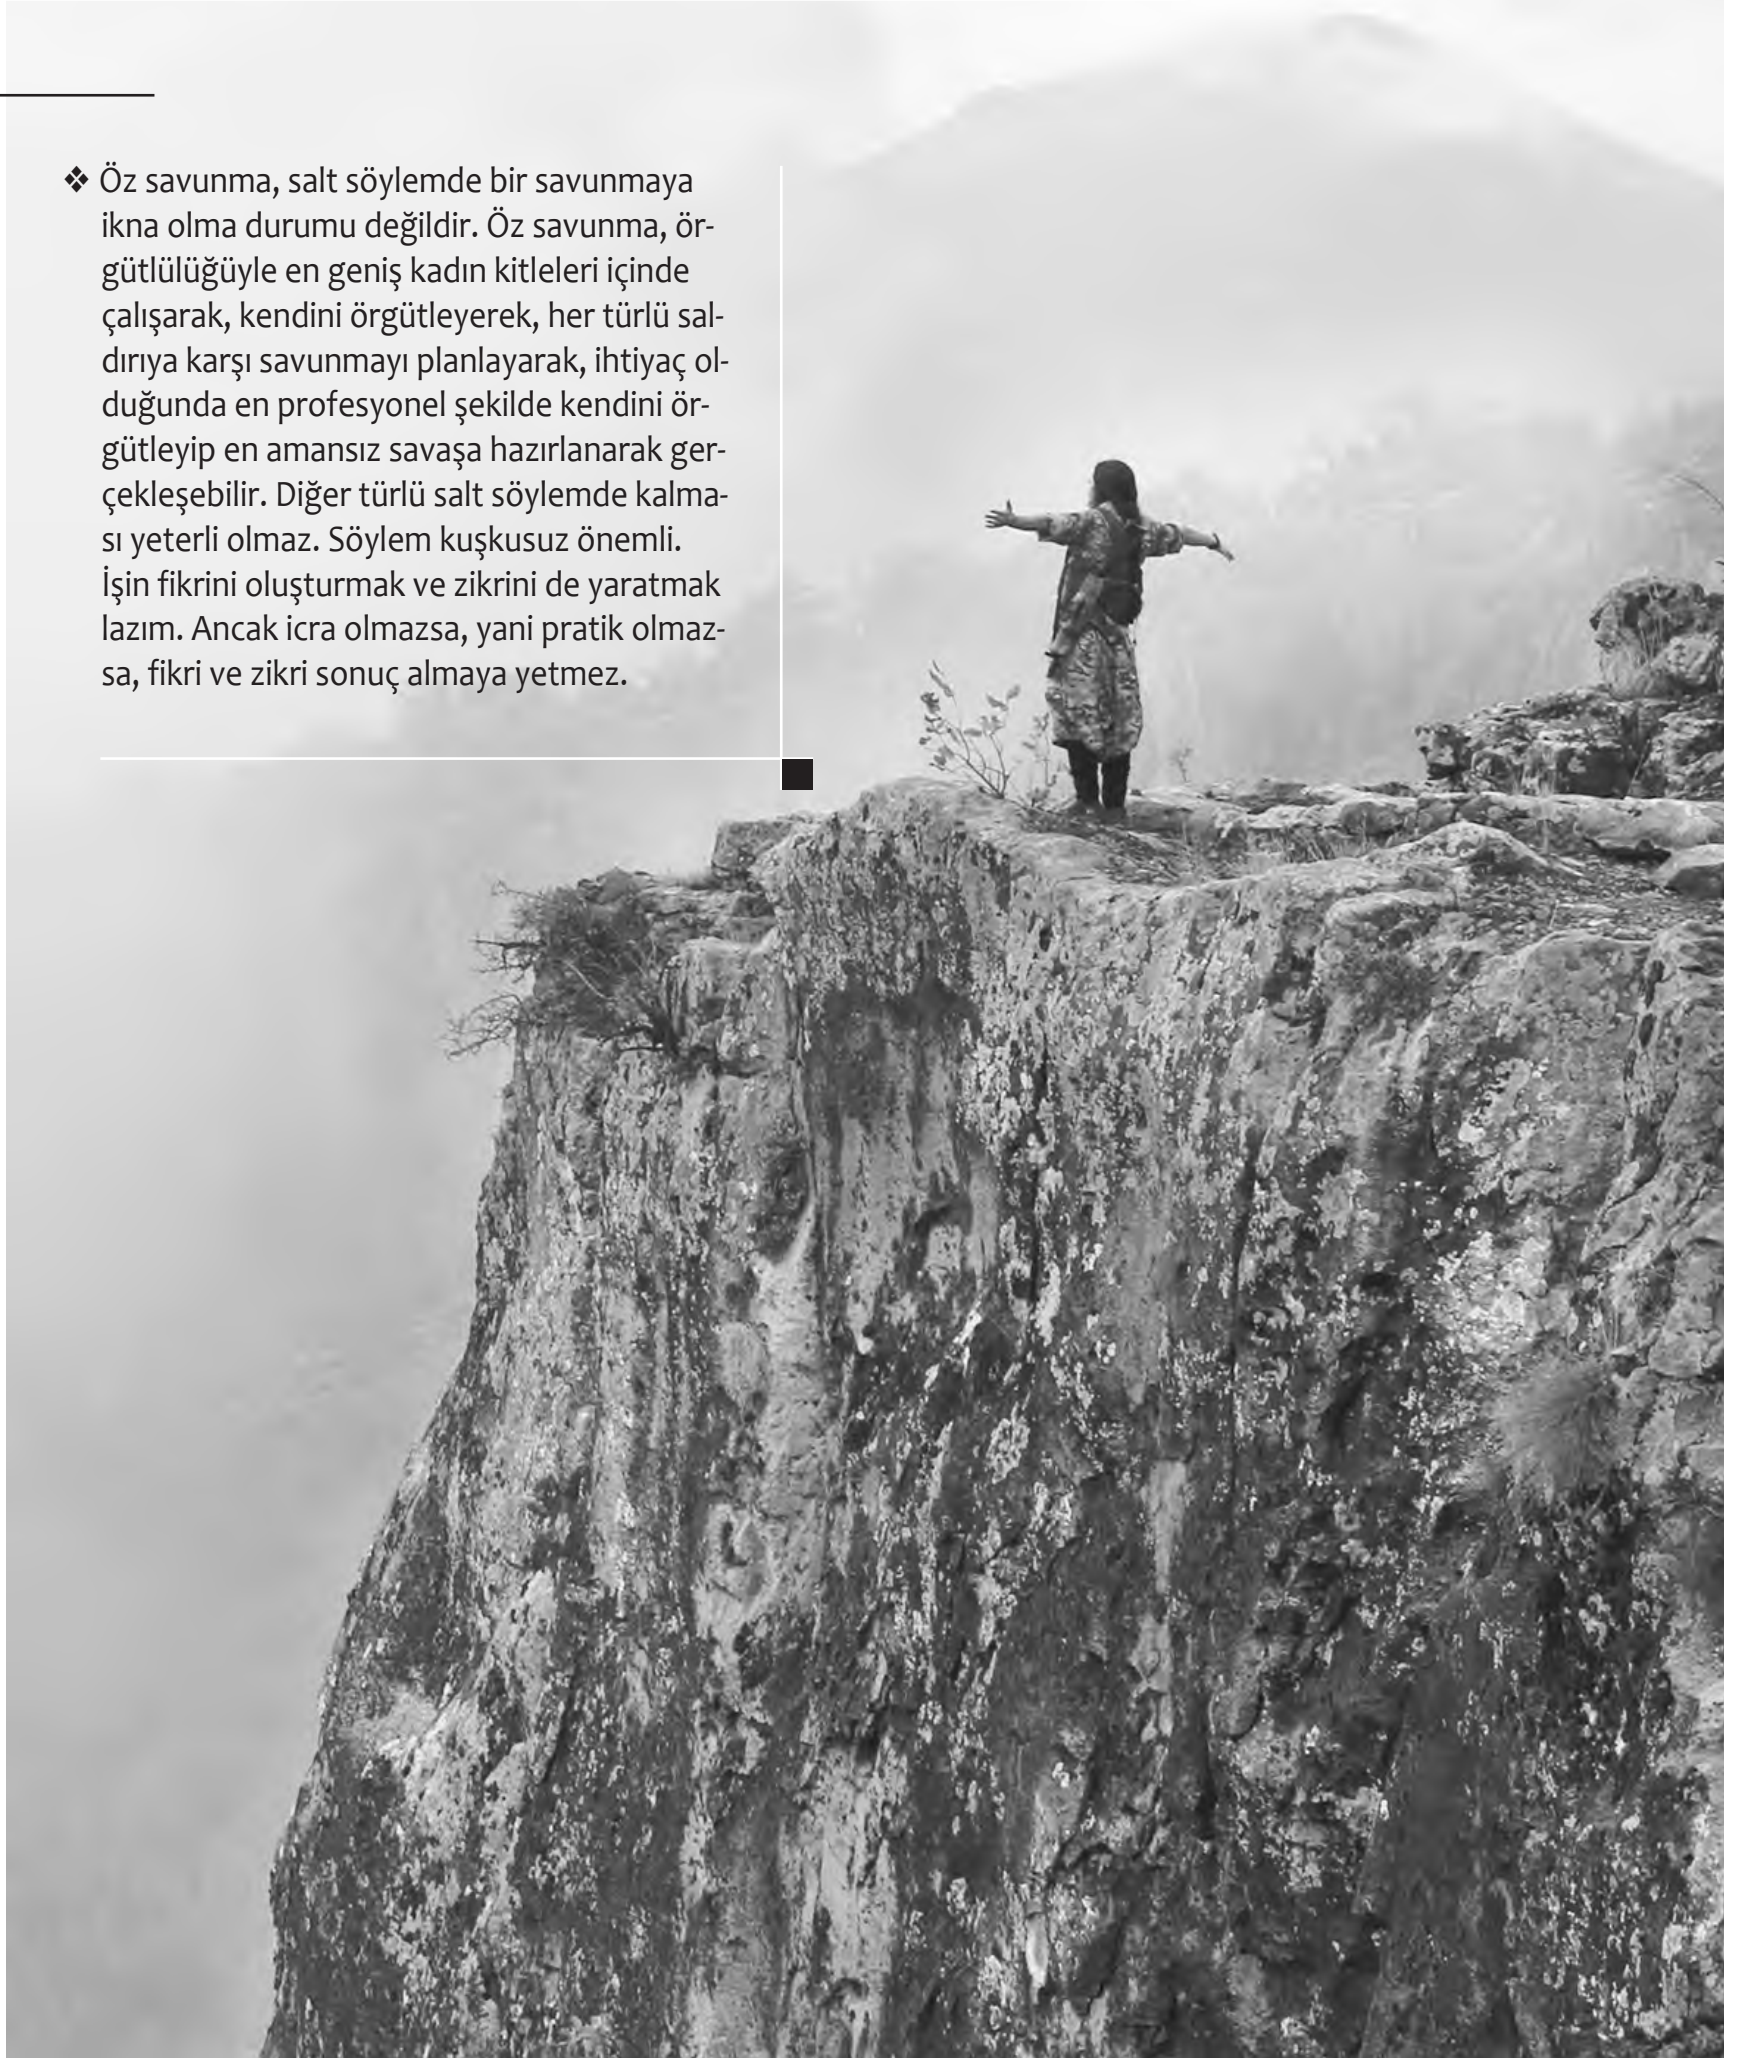 ❖ Öz savunma, salt söylemde bir savunmaya
ikna olma durumu değildir. Öz savunma, ör-
gütlülüğüyle en geniş kadın kitleleri içinde
çalışarak, kendini örgütleyerek, her türlü sal-
dırıya karşı savunmayı planlayarak, ihtiyaç ol-
duğunda en profesyonel şekilde kendini ör-
gütleyip en amansız savaşa hazırlanarak ger-
çekleşebilir. Diğer türlü salt söylemde kalma-
sı yeterli olmaz. Söylem kuşkusuz önemli.
İşin fikrini oluşturmak ve zikrini de yaratmak
lazım. Ancak icra olmazsa, yani pratik olmaz-
sa, fikri ve zikri sonuç almaya yetmez.